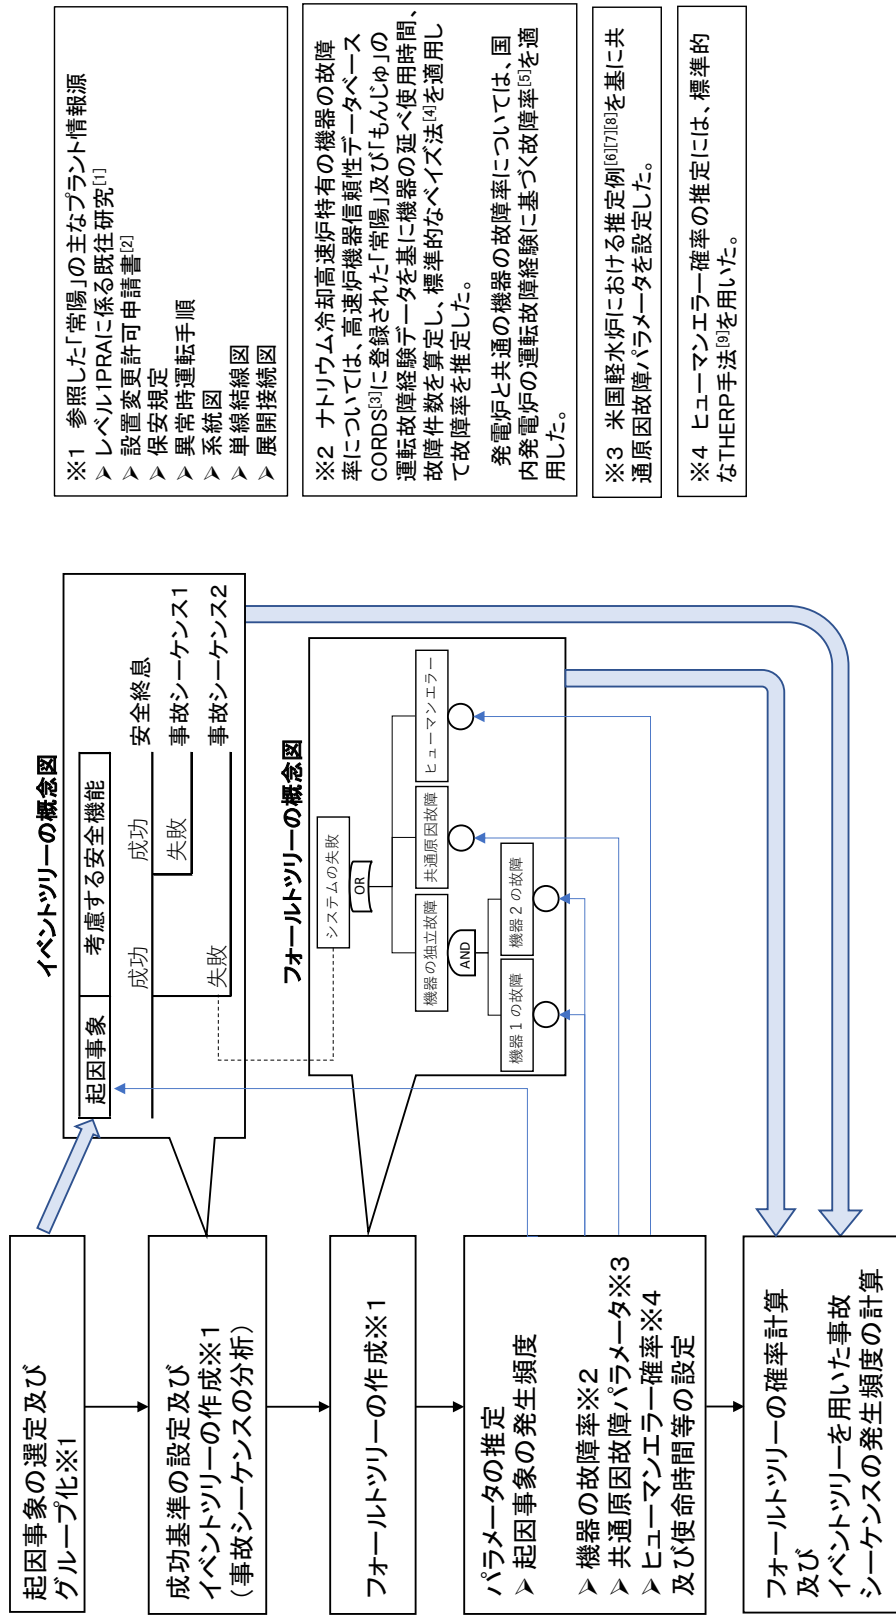 起因事象の選定及び
グループ化※1
成功基準の設定及び
イベントツリーの作成※1
(事故シーケンスの分析)
フォールトツリーの作成※1
パラメータの推定
➢ 起因事象の発生頻度
➢ 機器の故障率※2
➢ 共通原因故障パラメータ※3
➢ ヒューマンエラー確率※4
及び使命時間等の設定
フォールトツリーの確率計算
及び
イベントツリーを用いた事故
シーケンスの発生頻度の計算
イベントツリーの概念図
起因事象 考慮する安全機能
成功 成功 安全終息
失敗 事故シーケンス1
失敗 事故シーケンス2
フォールトツリーの概念図
システムの失敗
OR
機器の独立故障 共通原因故障 ヒューマンエラー
AND
機器1の故障 機器2の故障
※1 参照した「常陽」の主なプラント情報源
➢ レベル1PRAに係る既往研究[1]
➢ 設置変更許可申請書[2]
➢ 保安規定
➢ 異常時運転手順
➢ 系統図
➢ 単線結線図
➢ 展開接続図
※2 ナトリウム冷却高速炉特有の機器の故障
率については、高速炉機器信頼性データベース
CORDS[3]に登録された「常陽」及び「もんじゅ」の
運転故障経験データを基に機器の延べ使用時間、
故障件数を算定し、標準的なベイズ法[4]を適用し
て故障率を推定した。
発電炉と共通の機器の故障率については、国
内発電炉の運転故障経験に基づく故障率[5]を適
用した。
※3 米国軽水炉における推定例[6][7][8]を基に共
通原因故障パラメータを設定した。
※4 ヒューマンエラー確率の推定には、標準的
なTHERP手法[9]を用いた。